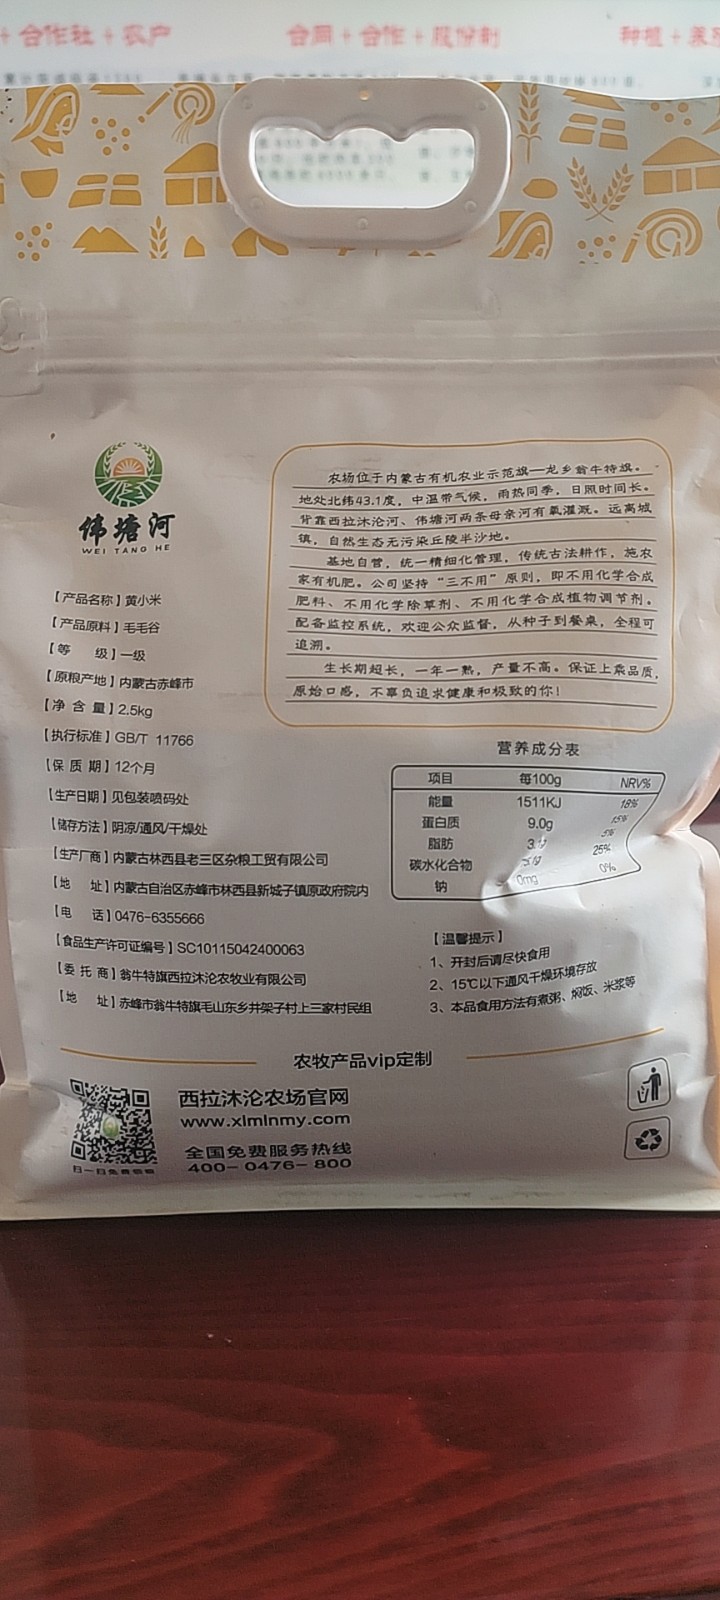 + 合作社 + 农户
合同 + 合作 + 股份制
种植 +
伟塘河
WEI TANG HE
农场位于内蒙古有机农业示范旗—龙乡翁牛特旗。
地处北纬43.1度，中温带气候，雨热同季，日照时间长。
背靠西拉沐沦河、伟塘河两条母亲河有氧灌溉。远离城
镇，自然生态无污染丘陵半沙地。
基地自营，统一精细化管理，传统古法耕作，施农
家有机肥。公司坚持“三不用”原则，即不用化学合成
肥料、不用化学除草剂、不用化学合成植物调节剂。
配备监控系统，欢迎公众监督，从种子到餐桌，全程可
追溯。
生长期超长，一年一熟，产量不高。保证上乘品质，
原始口感，不辜负追求健康和极致的你！
【产品名称】黄小米
【产品原料】毛毛谷
【等 级】一级
【原粮产地】内蒙古赤峰市
【净 含 量】2.5kg
【执行标准】GB/T 11766
【保 质 期】12个月
【生产日期】见包装喷码处
【储存方法】阴凉/通风/干燥处
【生产厂商】内蒙古林西县老三区杂粮工贸有限公司
【地 址】内蒙古自治区赤峰市林西县新城子镇原政府院内
【电 话】0476-6355666
【食品生产许可证编号】SC10115042400063
【委 托 商】翁牛特旗西拉沐沦农牧业有限公司
【地 址】赤峰市翁牛特旗毛山东乡井架子村上三家村民组
营养成分表
项目 每100g NRV%
能量 1511KJ 18%
蛋白质 9.0g 15%
脂肪 5%
碳水化合物 25%
钠 0mg 0%
【温馨提示】
1、开封后请尽快食用
2、15℃以下通风干燥环境存放
3、本品食用方法有煮粥、焖饭、米浆等
农牧产品vip定制
西拉沐沦农场官网
www.xlmlnmy.com
全国免费服务热线
400-0476-800